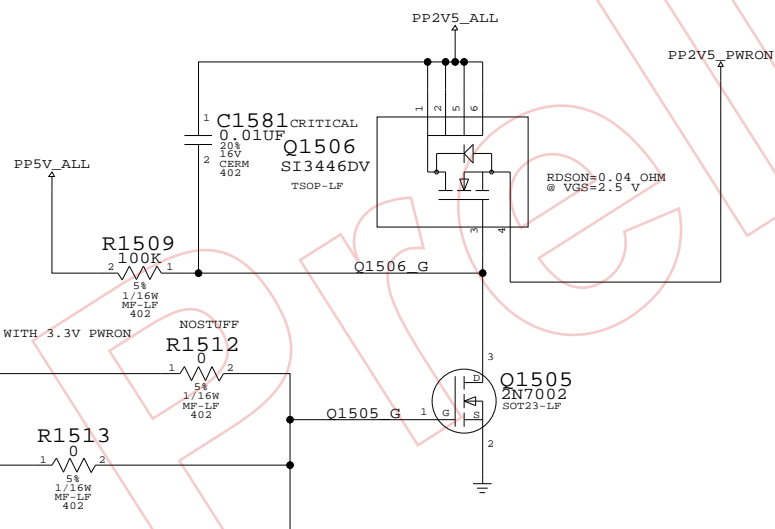 PP2V5_ALL
PP2V5_PWRON
1 2 5 6
1
C1581 CRITICAL
0.01UF
20%
16V
CERM
402
2
Q1506
SI3446DV
TSOP-LF
RDSON=0.04 OHM
@ VGS=2.5 V
PP5V_ALL
3 4
R1509
100K
2 1
5%
1/16W
MF-LF
402
Q1506_G
WITH 3.3V PWRON
NOSTUFF
R1512
0
1 2
5%
1/16W
MF-LF
402
3
Q1505
2N7002
SOT23-LF
D
G
S
Q1505_G
1
2
R1513
0
1 2
5%
1/16W
MF-LF
402
Prel